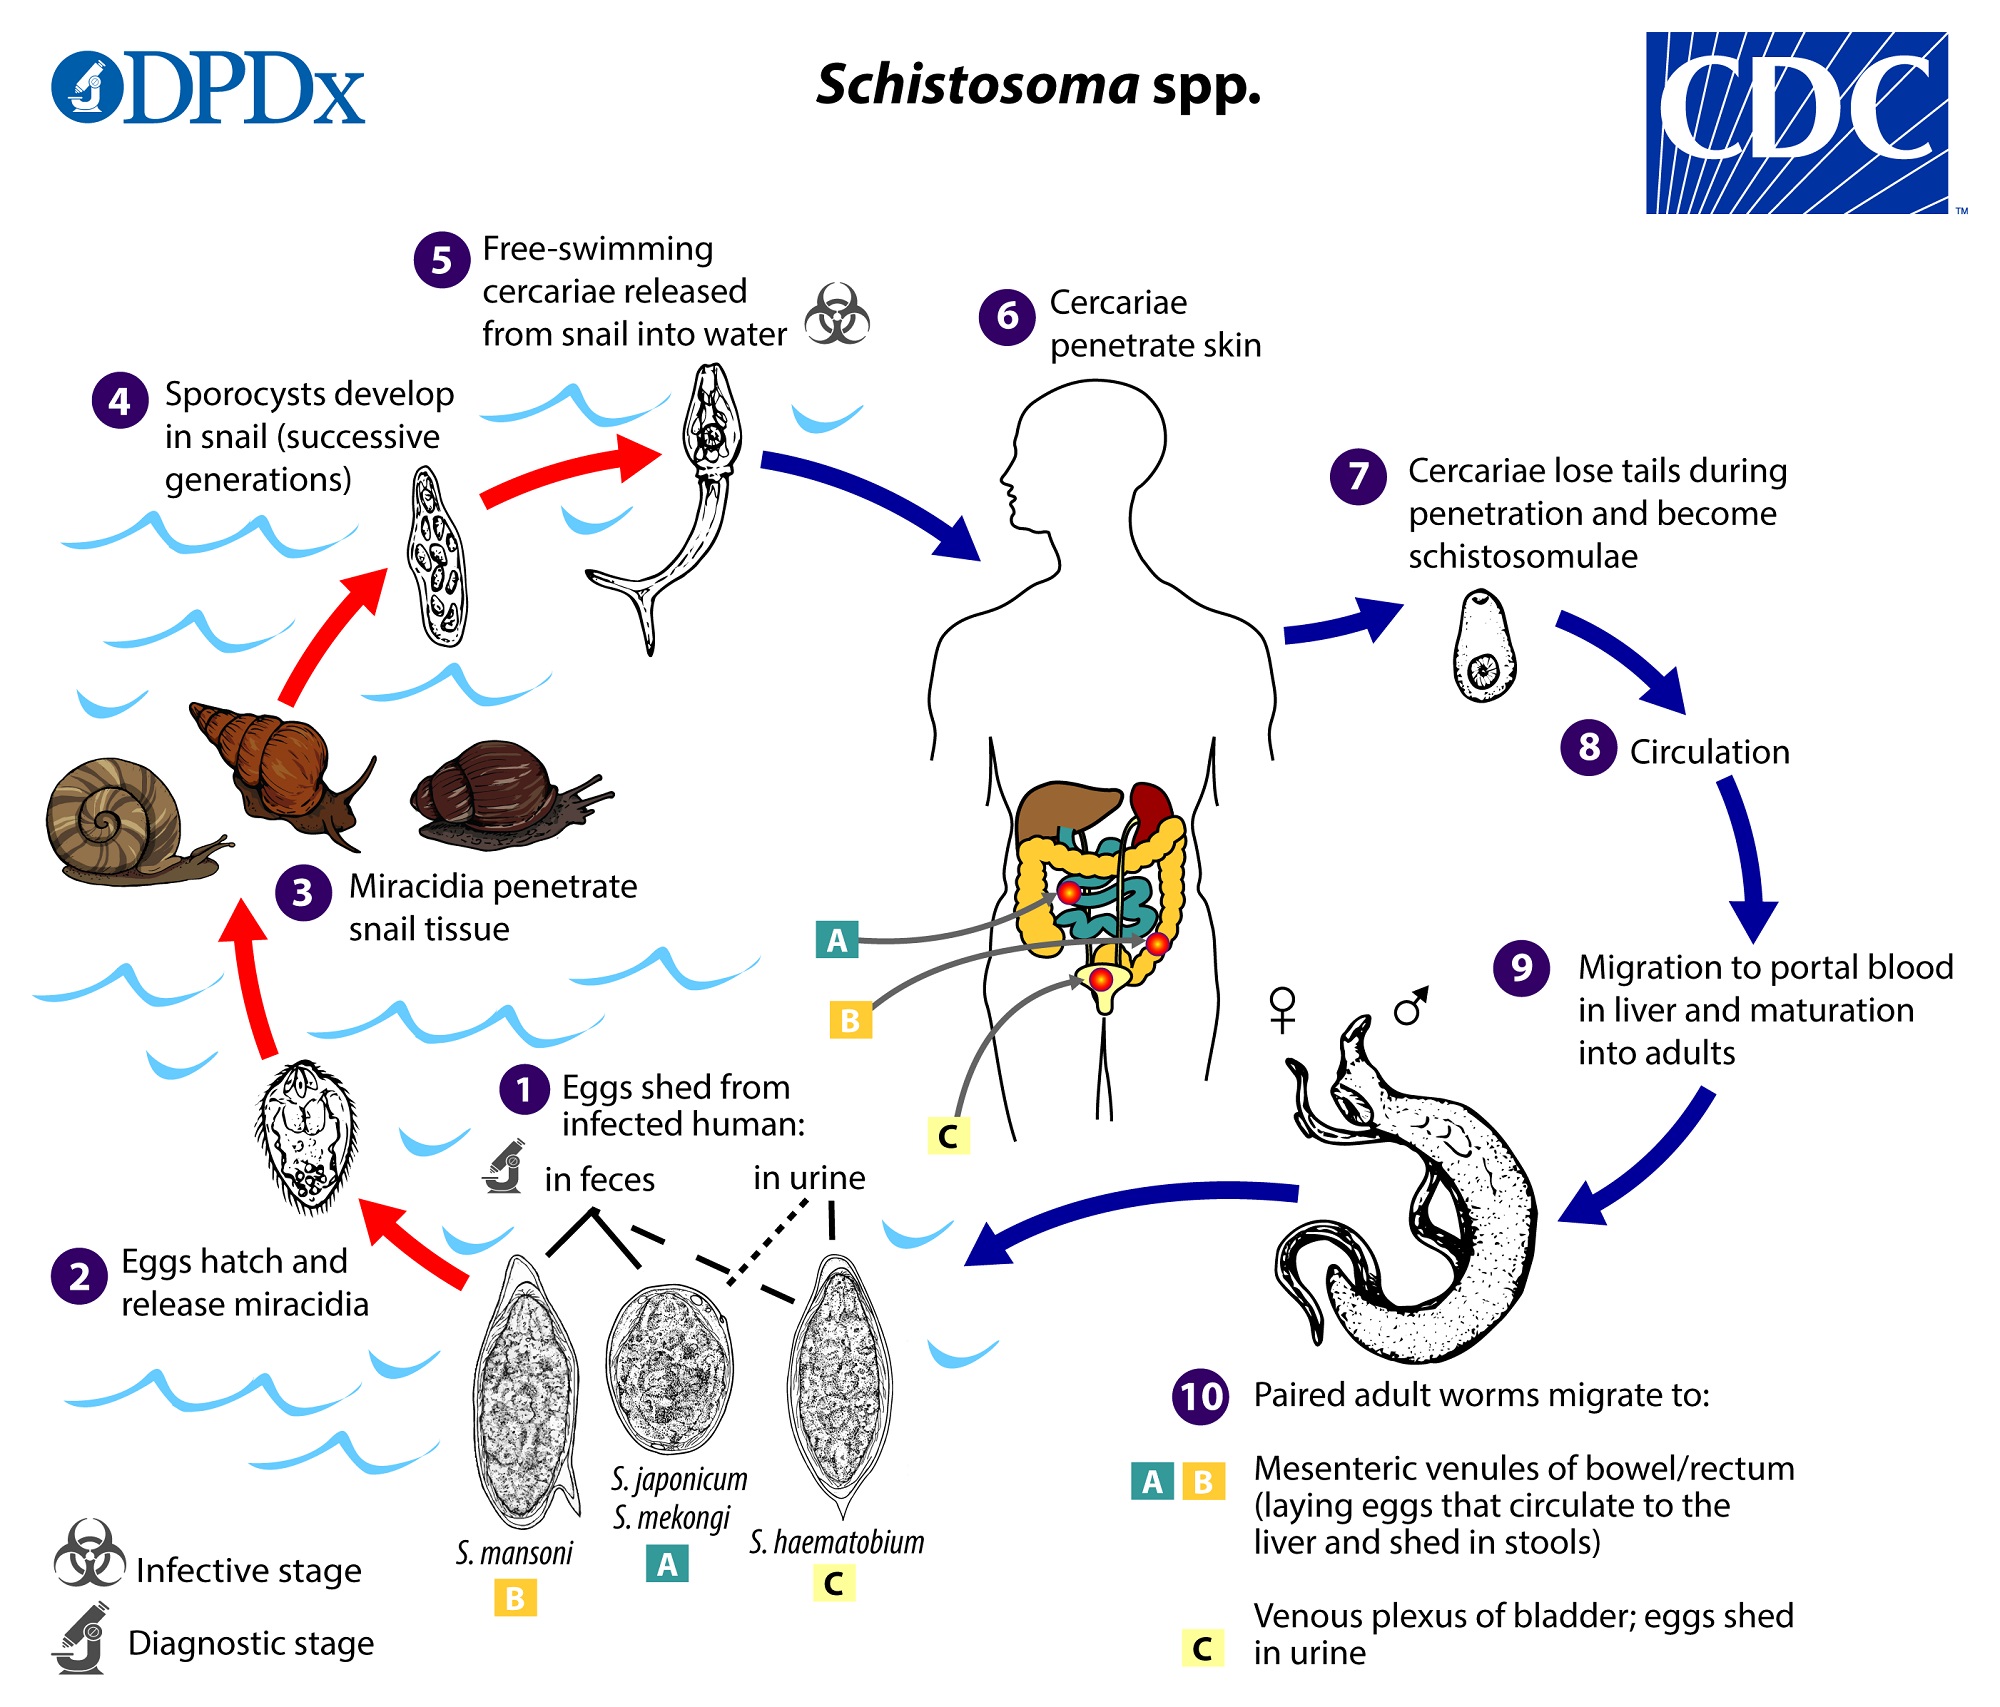 DPDx
Schistosoma spp.
CDC
TM
5
Free-swimming
cercariae released
from snail into water
6
Cercariae
penetrate skin
4
Sporocysts develop
in snail (successive
generations)
7
Cercariae lose tails during
penetration and become
schistosomulae
8
Circulation
3
Miracidia penetrate
snail tissue
A
B
C
9
Migration to portal blood
in liver and maturation
into adults
♀
♂
1
Eggs shed from
infected human:
in feces
in urine
2
Eggs hatch and
release miracidia
S. mansoni
B
S. japonicum
S. mekongi
A
S. haematobium
C
10
Paired adult worms migrate to:
A B
Mesenteric venules of bowel/rectum
(laying eggs that circulate to the
liver and shed in stools)
C
Venous plexus of bladder; eggs shed
in urine
Infective stage
Diagnostic stage